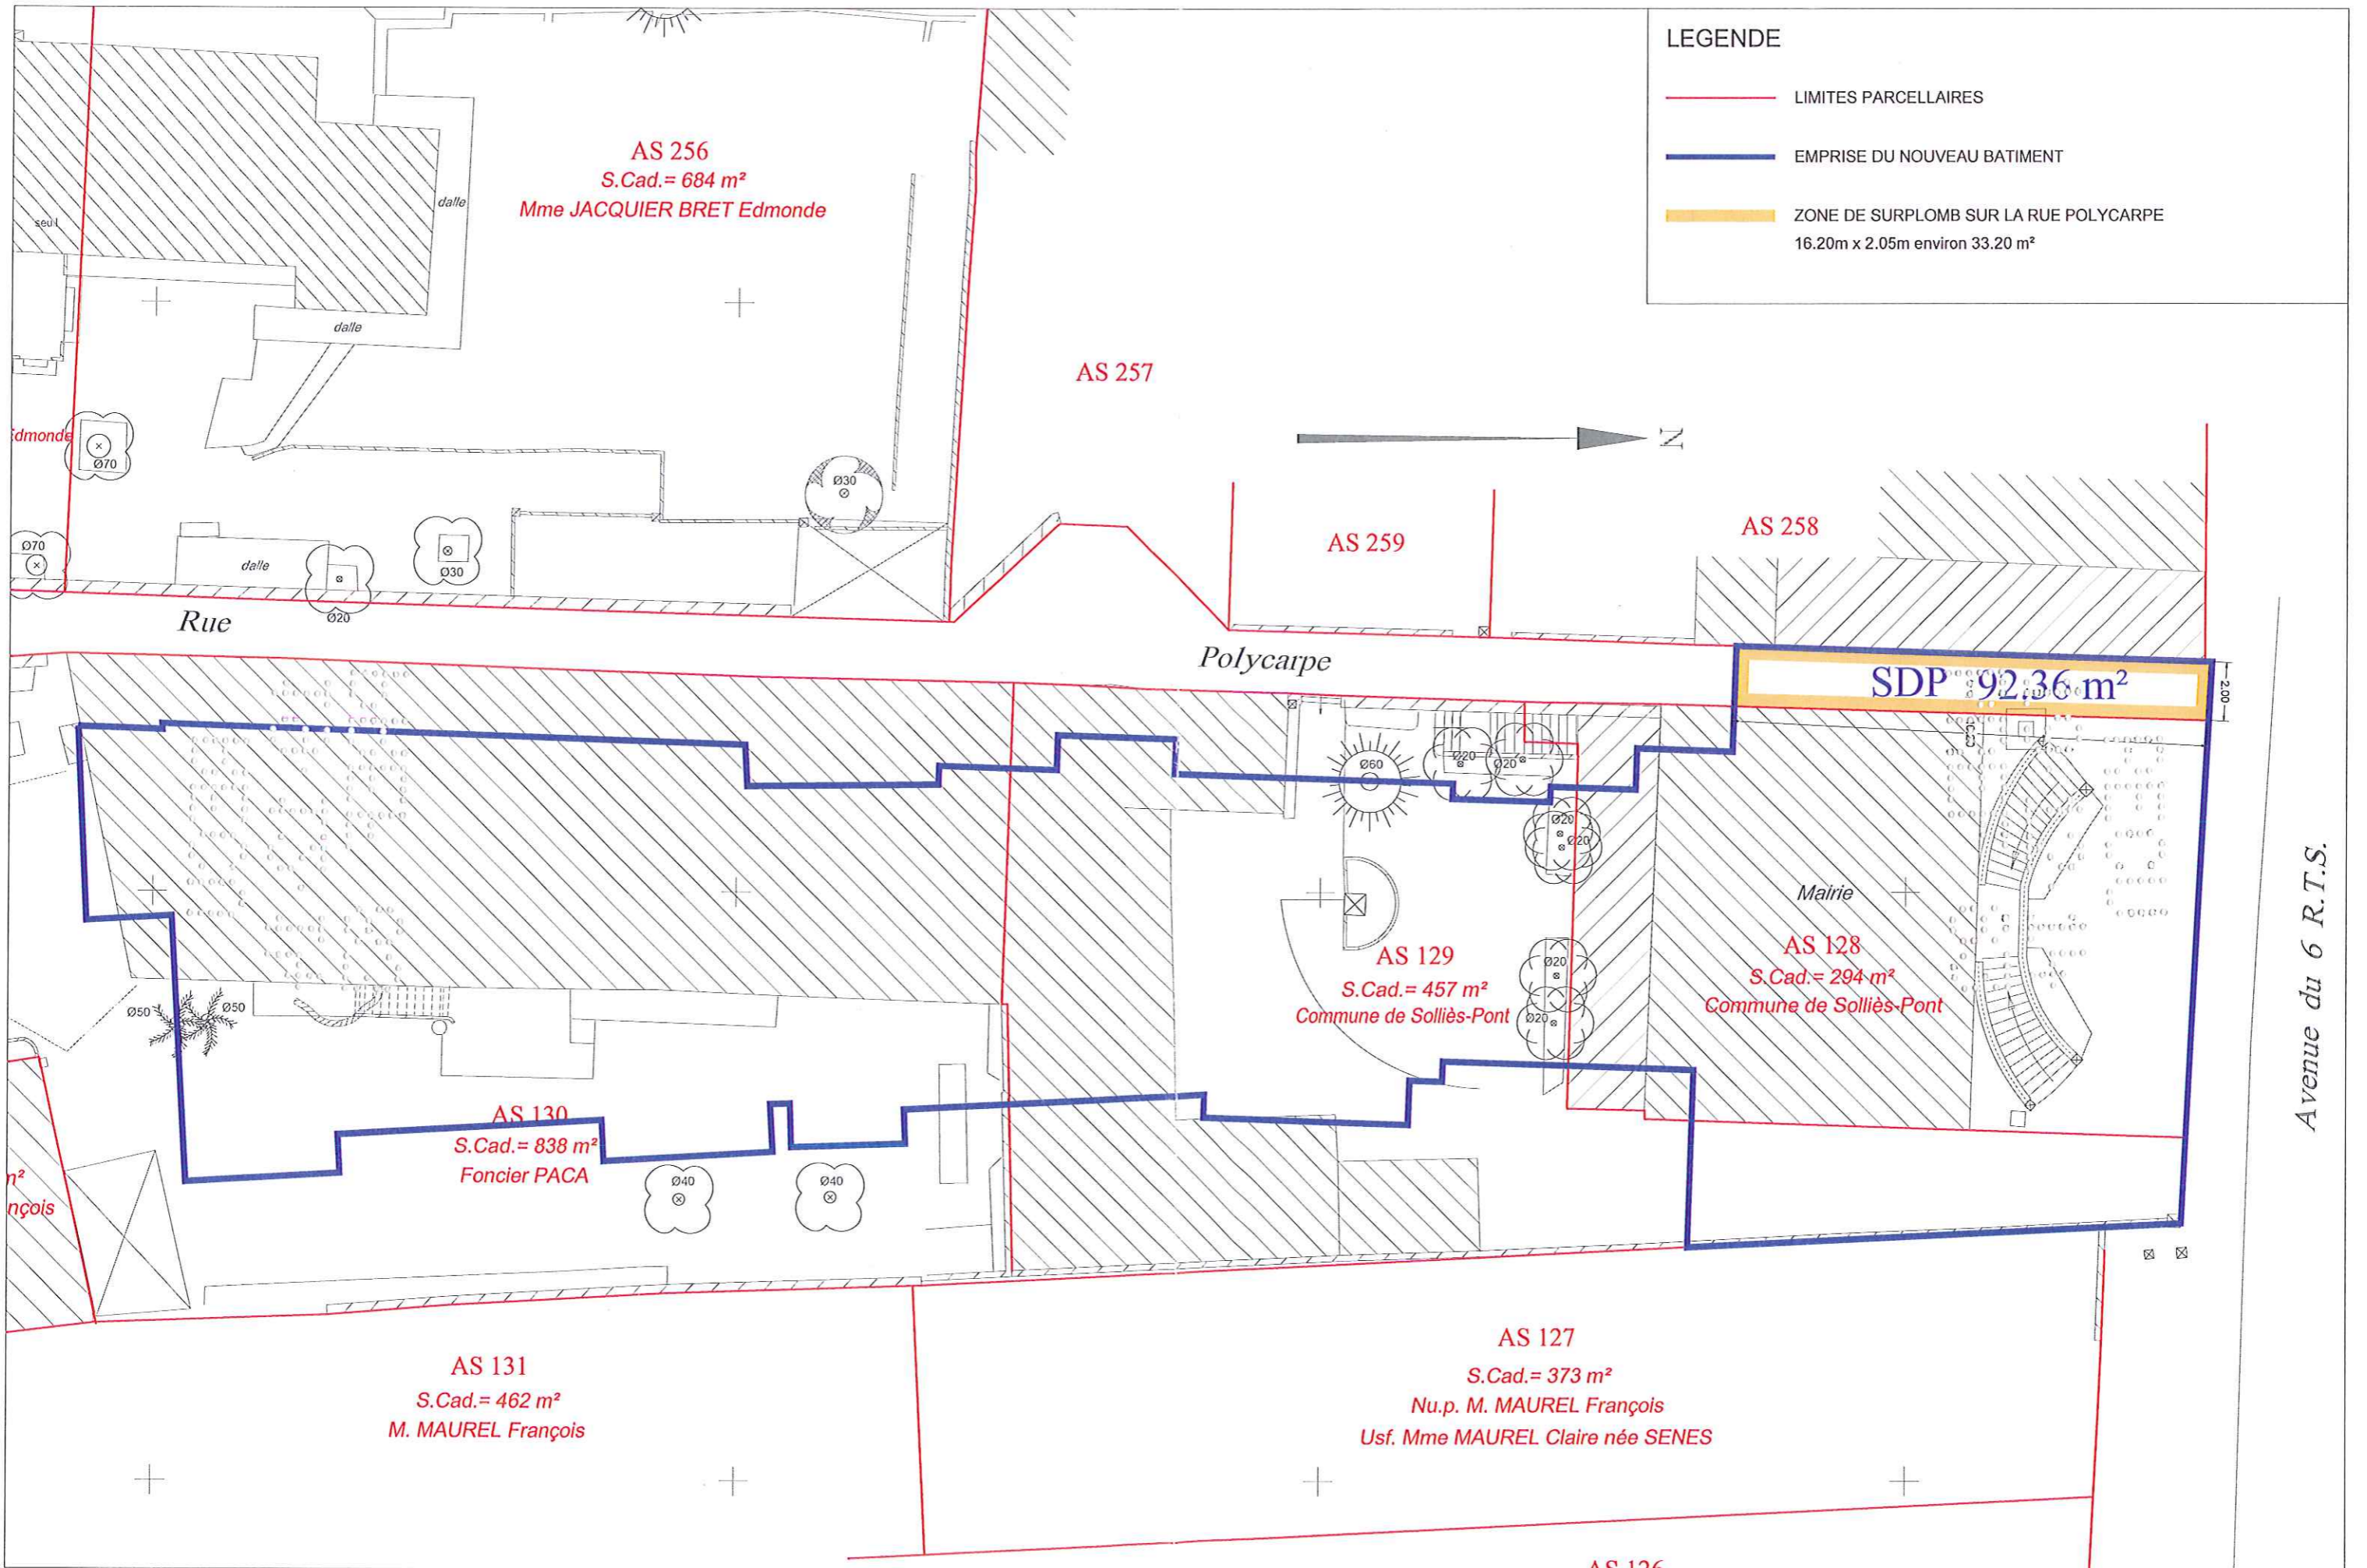 LEGENDE
LIMITES PARCELLAIRES
EMPRISE DU NOUVEAU BATIMENT
ZONE DE SURPLOMB SUR LA RUE POLYCARPE
16.20m x 2.05m environ 33.20 m²
AS 256
S.Cad.= 684 m²
Mme JACQUIER BRET Edmonde
dalle
seuil
dalle
AS 257
N
dmonde
Ø70
Ø30
Ø70
dalle
Ø30
Ø20
AS 259
AS 258
Rue
Polycarpe
SDP 92.36 m²
2.00
Ø60
Ø20
Ø20
Ø20
Ø20
Mairie
AS 128
S.Cad.= 294 m²
Commune de Solliès-Pont
AS 129
S.Cad.= 457 m²
Commune de Solliès-Pont
Ø20
Ø20
Avenue du 6 R.T.S.
Ø50
Ø50
AS 130
S.Cad.= 838 m²
Foncier PACA
Ø40
Ø40
m²
nçois
AS 131
S.Cad.= 462 m²
M. MAUREL François
AS 127
S.Cad.= 373 m²
Nu.p. M. MAUREL François
Usf. Mme MAUREL Claire née SENES
AS 126